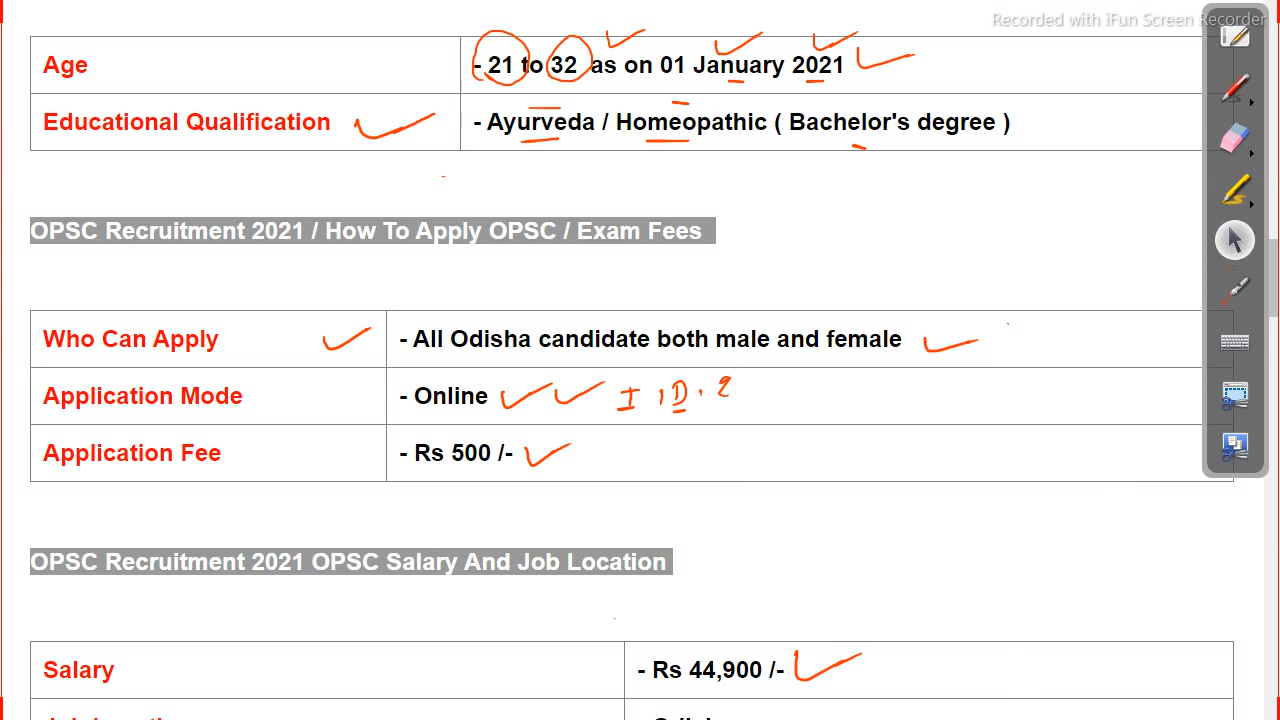 Recorded with iFun Screen Recorder
Age - 21 to 32 as on 01 January 2021
Educational Qualification - Ayurveda / Homeopathic ( Bachelor's degree )
OPSC Recruitment 2021 / How To Apply OPSC / Exam Fees
Who Can Apply - All Odisha candidate both male and female
Application Mode - Online I , D . 2
Application Fee - Rs 500 /-
OPSC Recruitment 2021 OPSC Salary And Job Location
Salary - Rs 44,900 /-